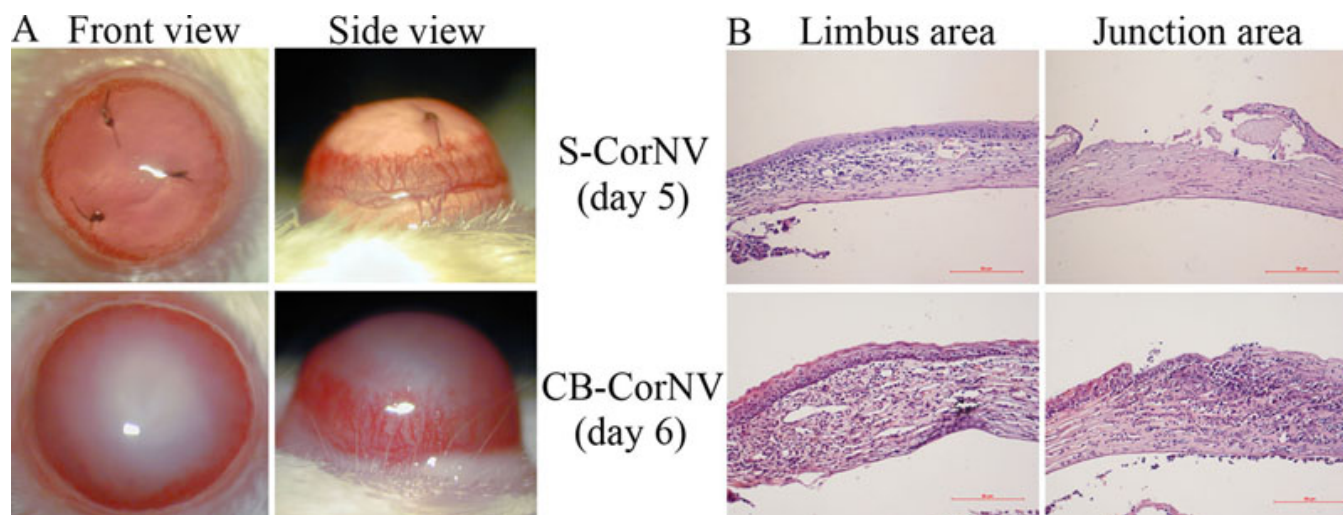 A Front view Side view
B Limbus area Junction area
S-CorNV
(day 5)
CB-CorNV
(day 6)